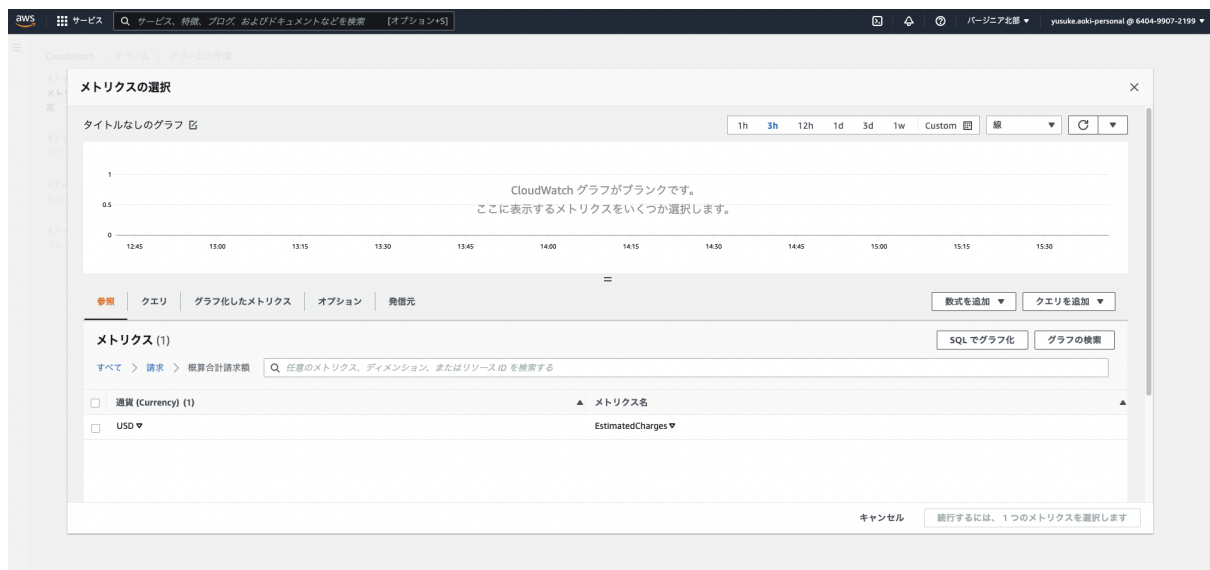 aws サービス サービス、特徴、ブログ、およびドキュメントなどを検索 [オプション+S] バージニア北部 ▼ yusuke.aoki-personal @ 6404-9907-2199 ▼
CloudWatch > アラーム > アラームの作成
メトリクスの選択
タイトルなしのグラフ 1h 3h 12h 1d 3d 1w Custom 線 ▼
1
CloudWatch グラフがブランクです。
0.5
ここに表示するメトリクスをいくつか選択します。
0
12:45 13:00 13:15 13:30 13:45 14:00 14:15 14:30 14:45 15:00 15:15 15:30
参照 クエリ グラフ化したメトリクス オプション 発信元 数式を追加 ▼ クエリを追加 ▼
メトリクス (1) SQL でグラフ化 グラフの検索
すべて > 請求 > 概算合計請求額 任意のメトリクス、ディメンション、またはリソース ID を検索する
通貨 (Currency) (1) ▲ メトリクス名 ▲
USD EstimatedCharges
キャンセル 続行するには、1 つのメトリクスを選択します